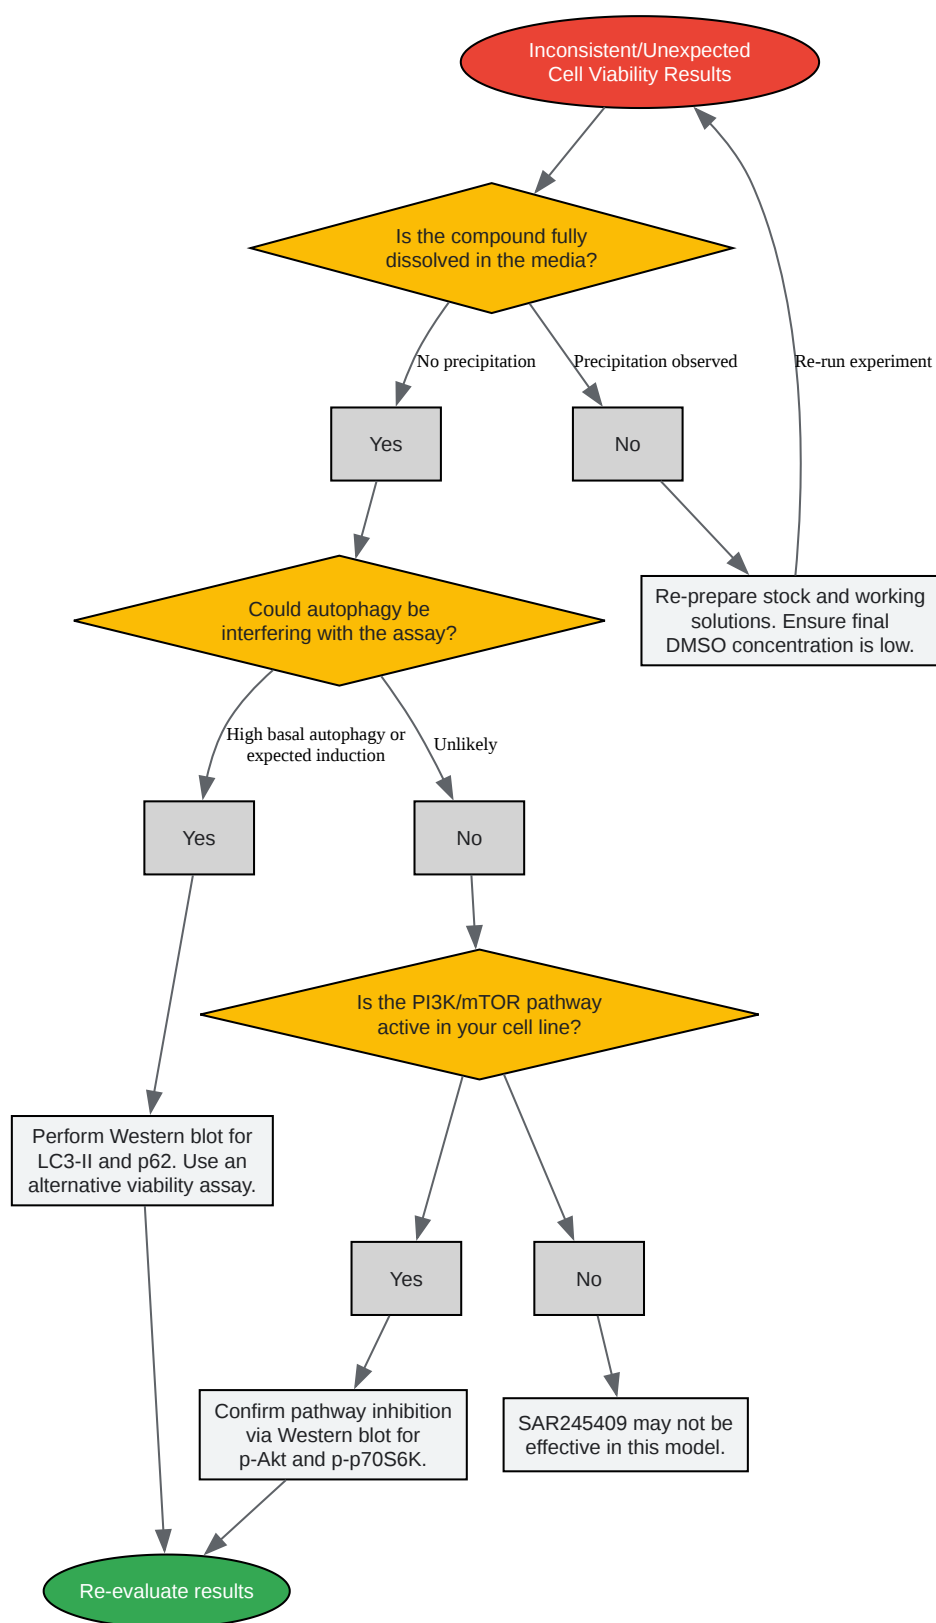 Inconsistent/Unexpected
Cell Viability Results
Is the compound fully
dissolved in the media?
No precipitation
Precipitation observed
Re-run experiment
Yes
No
Re-prepare stock and working
solutions. Ensure final
DMSO concentration is low.
Could autophagy be
interfering with the assay?
High basal autophagy or
expected induction
Unlikely
Yes
No
Is the PI3K/mTOR pathway
active in your cell line?
Perform Western blot for
LC3-II and p62. Use an
alternative viability assay.
Yes
No
Confirm pathway inhibition
via Western blot for
p-Akt and p-p70S6K.
SAR245409 may not be
effective in this model.
Re-evaluate results